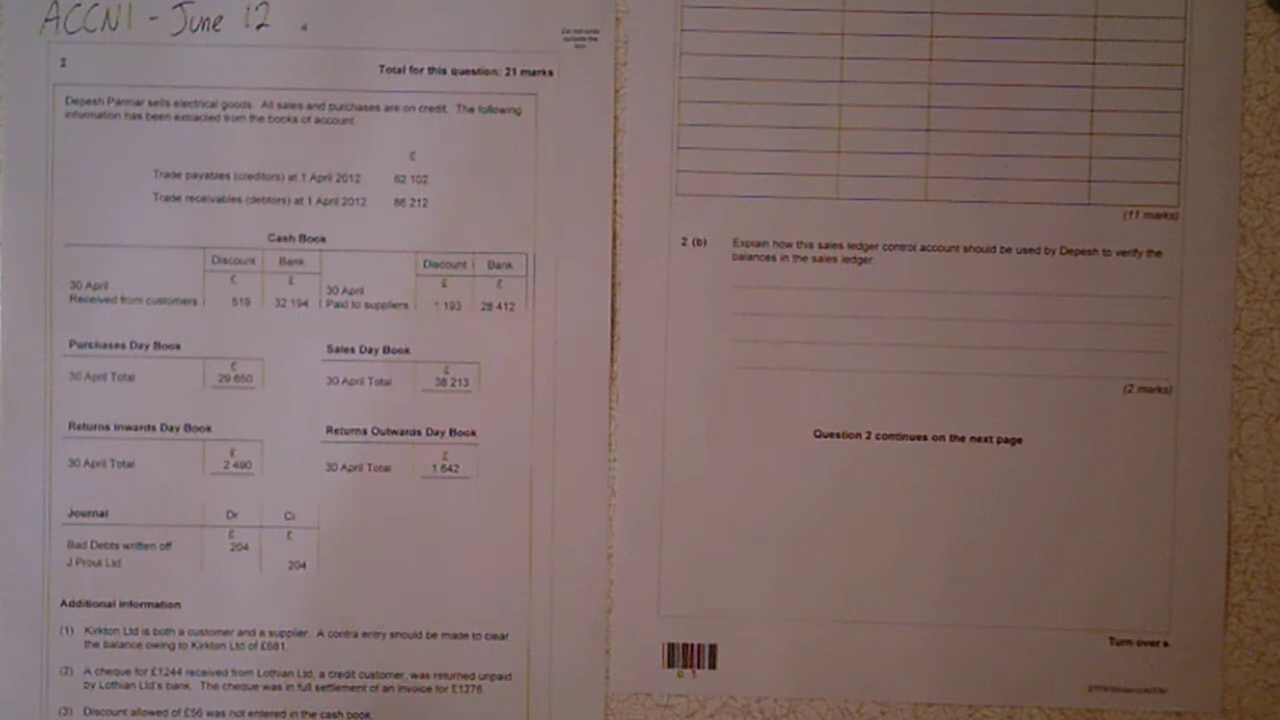 ACCN1 - June 12
Do not write
outside the
box
2
Total for this question: 21 marks
Depesh Parmar sells electrical goods. All sales and purchases are on credit. The following
information has been extracted from the books of account.
£
Trade payables (creditors) at 1 April 2012 62 102
Trade receivables (debtors) at 1 April 2012 86 212
Cash Book
Discount Bank Discount Bank
£ £ £ £
30 April 30 April
Received from customers 519 32 194 Paid to suppliers 1 193 28 412
Purchases Day Book
£
30 April Total 29 650
Sales Day Book
£
30 April Total 38 213
Returns Inwards Day Book
£
30 April Total 2 490
Returns Outwards Day Book
£
30 April Total 1 642
Journal Dr Cr
£ £
Bad Debts written off 204
J Prout Ltd 204
Additional information
(1) Kirkton Ltd is both a customer and a supplier. A contra entry should be made to clear
the balance owing to Kirkton Ltd of £681.
(2) A cheque for £1244 received from Lothian Ltd, a credit customer, was returned unpaid
by Lothian Ltd's bank. The cheque was in full settlement of an invoice for £1276.
(3) Discount allowed of £56 was not entered in the cash book.
(11 marks)
2 (b) Explain how this sales ledger control account should be used by Depesh to verify the
balances in the sales ledger.
(2 marks)
Question 2 continues on the next page
Turn over
0 5